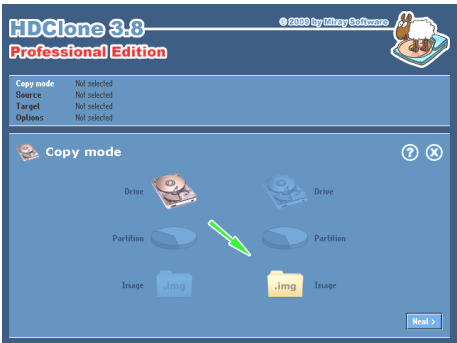 HDClone 3.8
© 2009 by Miray Software
Professional Edition
Copy mode Not selected
Source Not selected
Target Not selected
Options Not selected
Copy mode
? X
Drive Drive
Partition Partition
Image .img .img Image
Next >